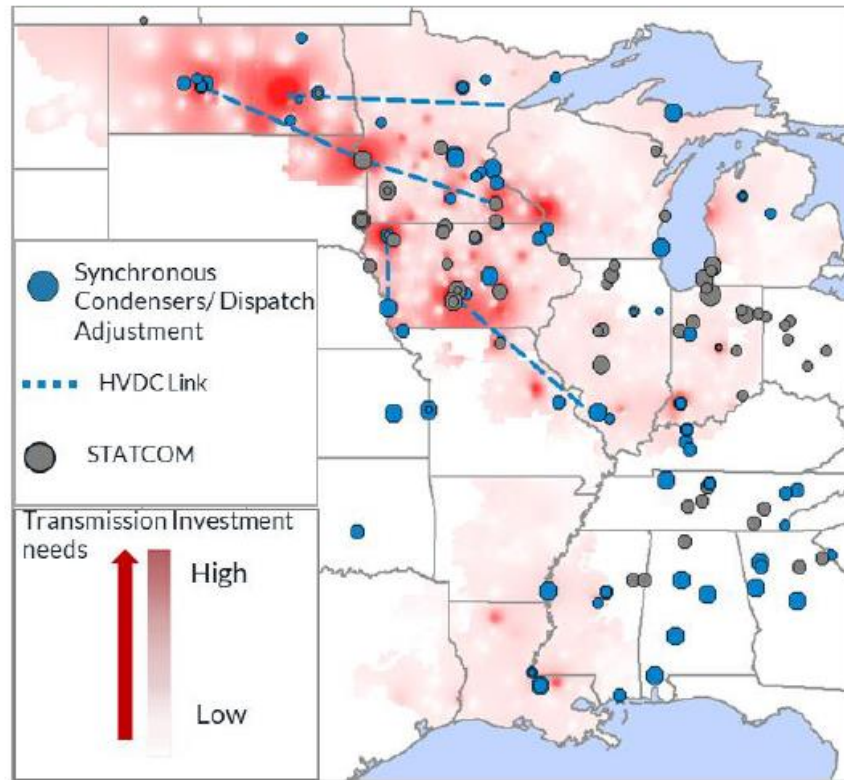 Synchronous
Condensers/ Dispatch
Adjustment
HVDC Link
STATCOM
Transmission Investment
needs
High
Low